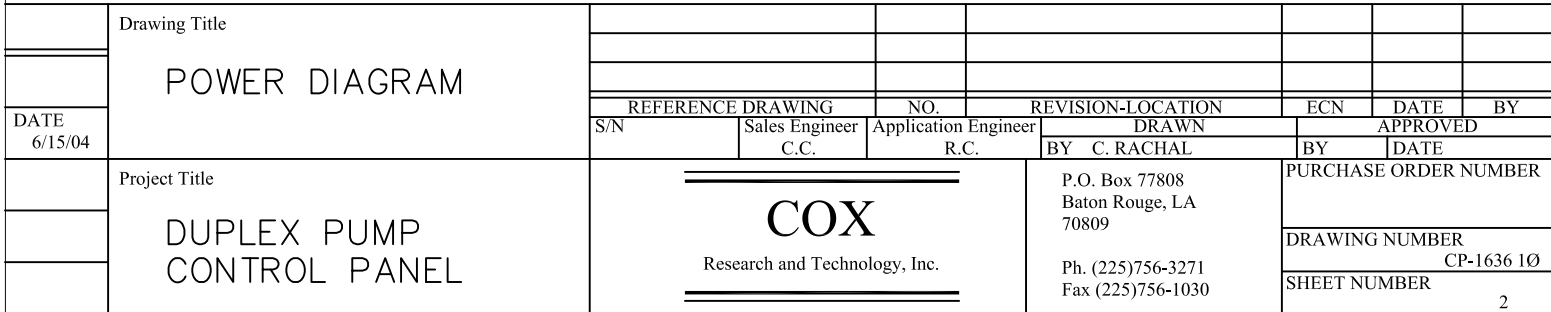 Drawing Title
POWER DIAGRAM
DATE
6/15/04
REFERENCE DRAWING NO. REVISION-LOCATION ECN DATE BY
S/N Sales Engineer Application Engineer DRAWN APPROVED
C.C. R.C. BY C. RACHAL BY DATE
Project Title
DUPLEX PUMP
CONTROL PANEL
COX
Research and Technology, Inc.
P.O. Box 77808
Baton Rouge, LA
70809
Ph. (225)756-3271
Fax (225)756-1030
PURCHASE ORDER NUMBER
DRAWING NUMBER
CP-1636 1Ø
SHEET NUMBER
2